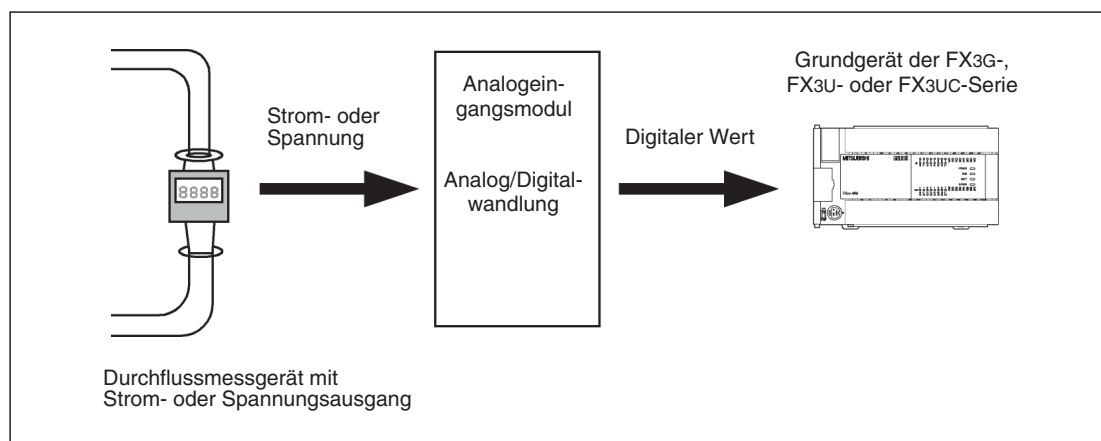 Analogein-
gangsmodul
Analog/Digital-
wandlung
Strom- oder
Spannung
Digitaler Wert
Grundgerät der FX3G-,
FX3U- oder FX3UC-Serie
8888
MITSUBISHI
Durchflussmessgerät mit
Strom- oder Spannungsausgang